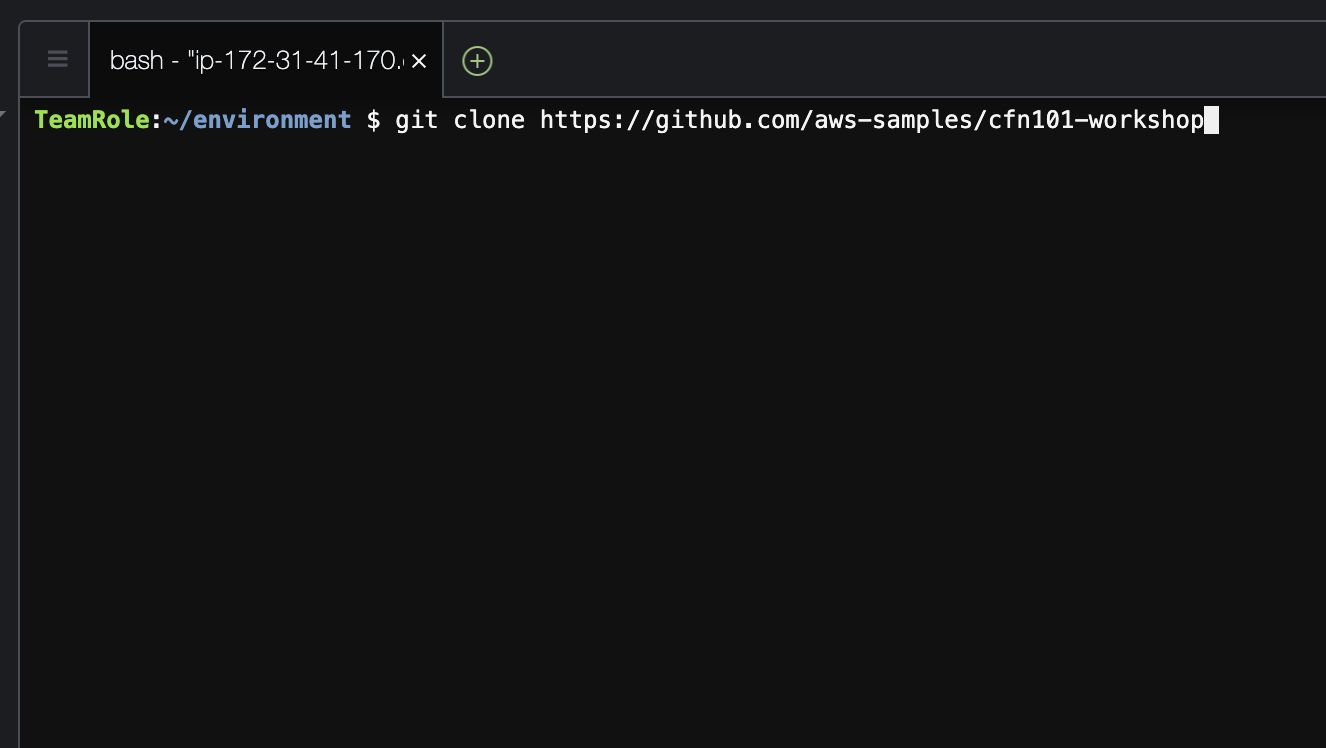 bash - "ip-172-31-41-170.
TeamRole:~/environment $ git clone https://github.com/aws-samples/cfn101-workshop